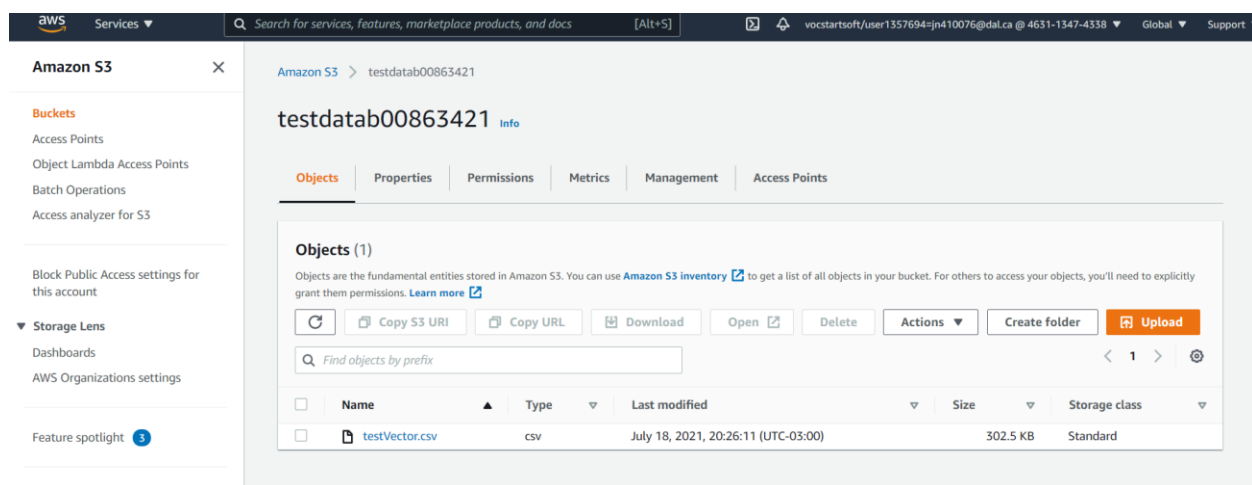 aws Services ▼ Search for services, features, marketplace products, and docs [Alt+S] vocstartsoft/user1357694=jn410076@dal.ca @ 4631-1347-4338 ▼ Global ▼ Support
Amazon S3 ×
Buckets
Access Points
Object Lambda Access Points
Batch Operations
Access analyzer for S3
Block Public Access settings for
this account
▼ Storage Lens
Dashboards
AWS Organizations settings
Feature spotlight 3
Amazon S3 > testdatab00863421
testdatab00863421 Info
Objects Properties Permissions Metrics Management Access Points
Objects (1)
Objects are the fundamental entities stored in Amazon S3. You can use Amazon S3 inventory to get a list of all objects in your bucket. For others to access your objects, you'll need to explicitly
grant them permissions. Learn more
Copy S3 URI Copy URL Download Open Delete Actions ▼ Create folder Upload
Find objects by prefix < 1 >
Name ▲ Type Last modified Size Storage class
testVector.csv csv July 18, 2021, 20:26:11 (UTC-03:00) 302.5 KB Standard